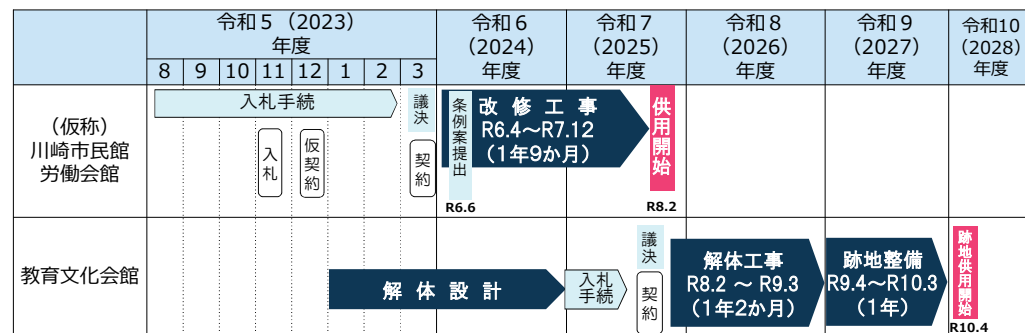 令和５（2023）
年度
令和６
（2024）
年度
令和７
（2025）
年度
令和８
（2026）
年度
令和９
（2027）
年度
令和10
（2028）
年度
8 9 10 11 12 1 2 3
（仮称）
川崎市民館
労働会館
入札手続
入札
仮契約
議決
契約
条例案提出
R6.6
改修工事
R6.4～R7.12
（1年9か月）
供用開始
R8.2
教育文化会館
解体設計
入札
手続
議決
契約
解体工事
R8.2 ～ R9.3
（1年2か月）
跡地整備
R9.4～R10.3
（1年）
跡地供用開始
R10.4